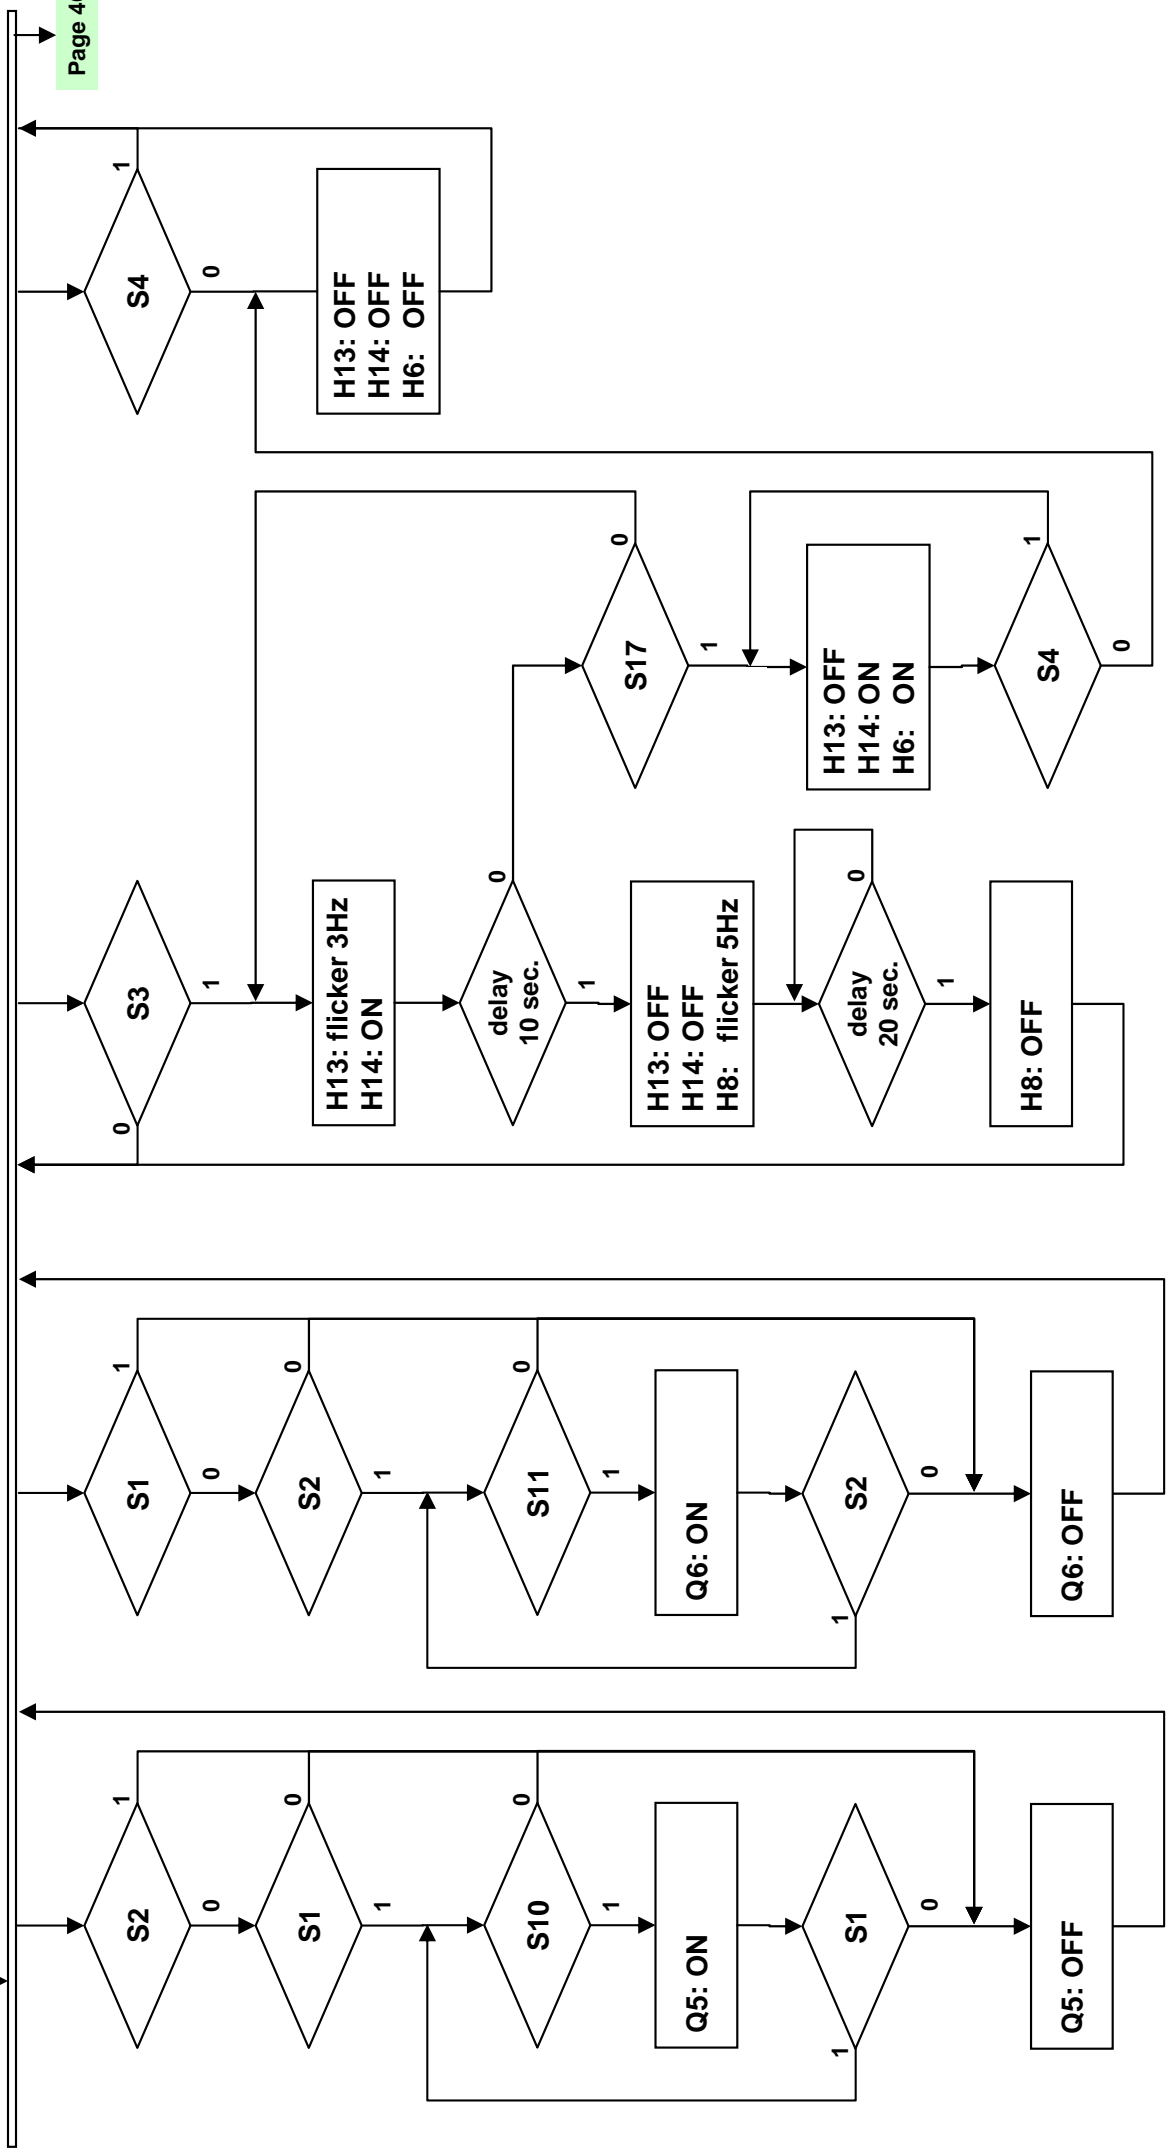 S2
1
0
S1
0
1
S10
0
1
Q5: ON
S1
1
0
Q5: OFF
S1
1
0
S2
0
1
S11
0
1
Q6: ON
S2
1
0
Q6: OFF
S3
0
1
H13: flicker 3Hz
H14: ON
delay
10 sec.
0
1
H13: OFF
H14: OFF
H8: flicker 5Hz
delay
20 sec.
0
1
H8: OFF
S17
0
1
H13: OFF
H14: ON
H6: ON
S4
1
0
S4
1
0
H13: OFF
H14: OFF
H6: OFF
Page 4